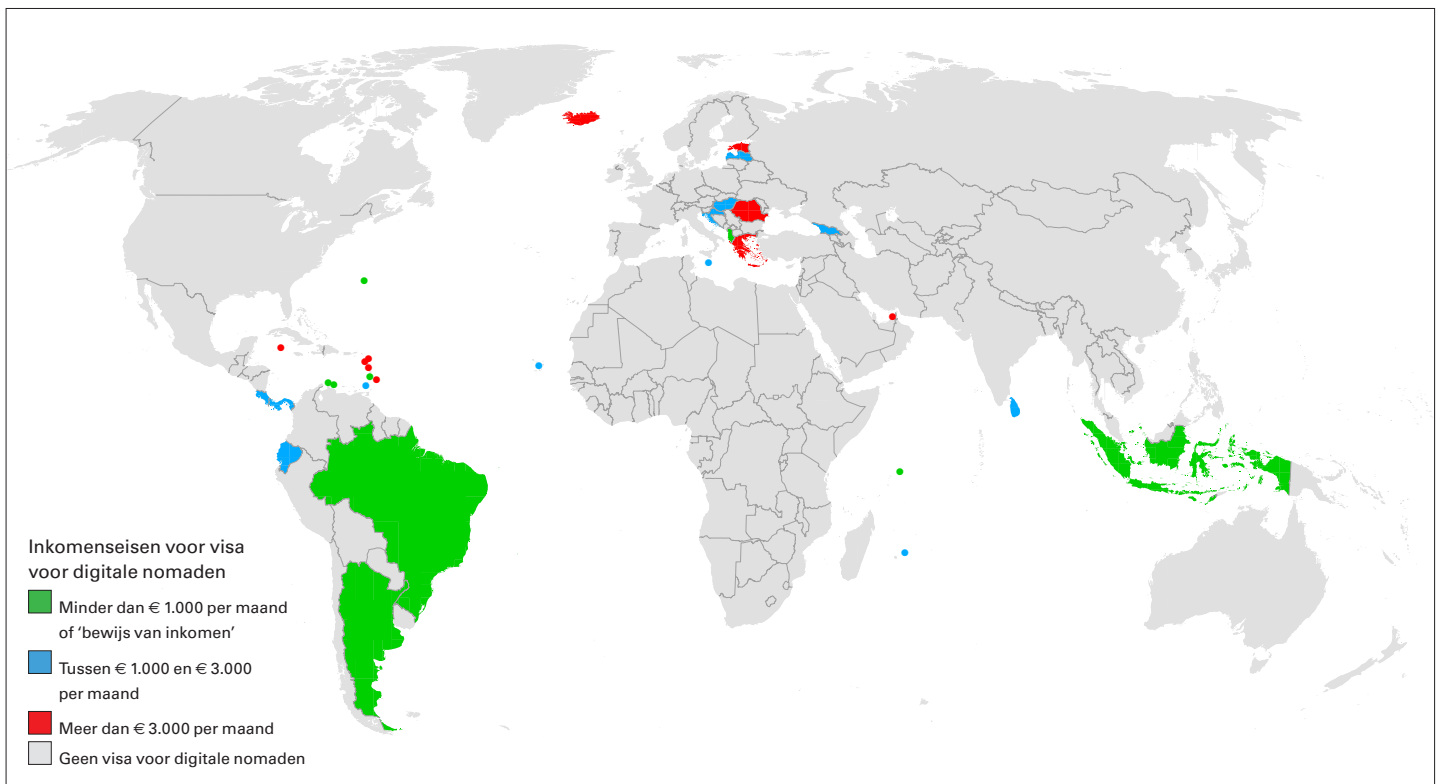 Inkomenseisen voor visa
voor digitale nomaden
Minder dan € 1.000 per maand
of ‘bewijs van inkomen’
Tussen € 1.000 en € 3.000
per maand
Meer dan € 3.000 per maand
Geen visa voor digitale nomaden